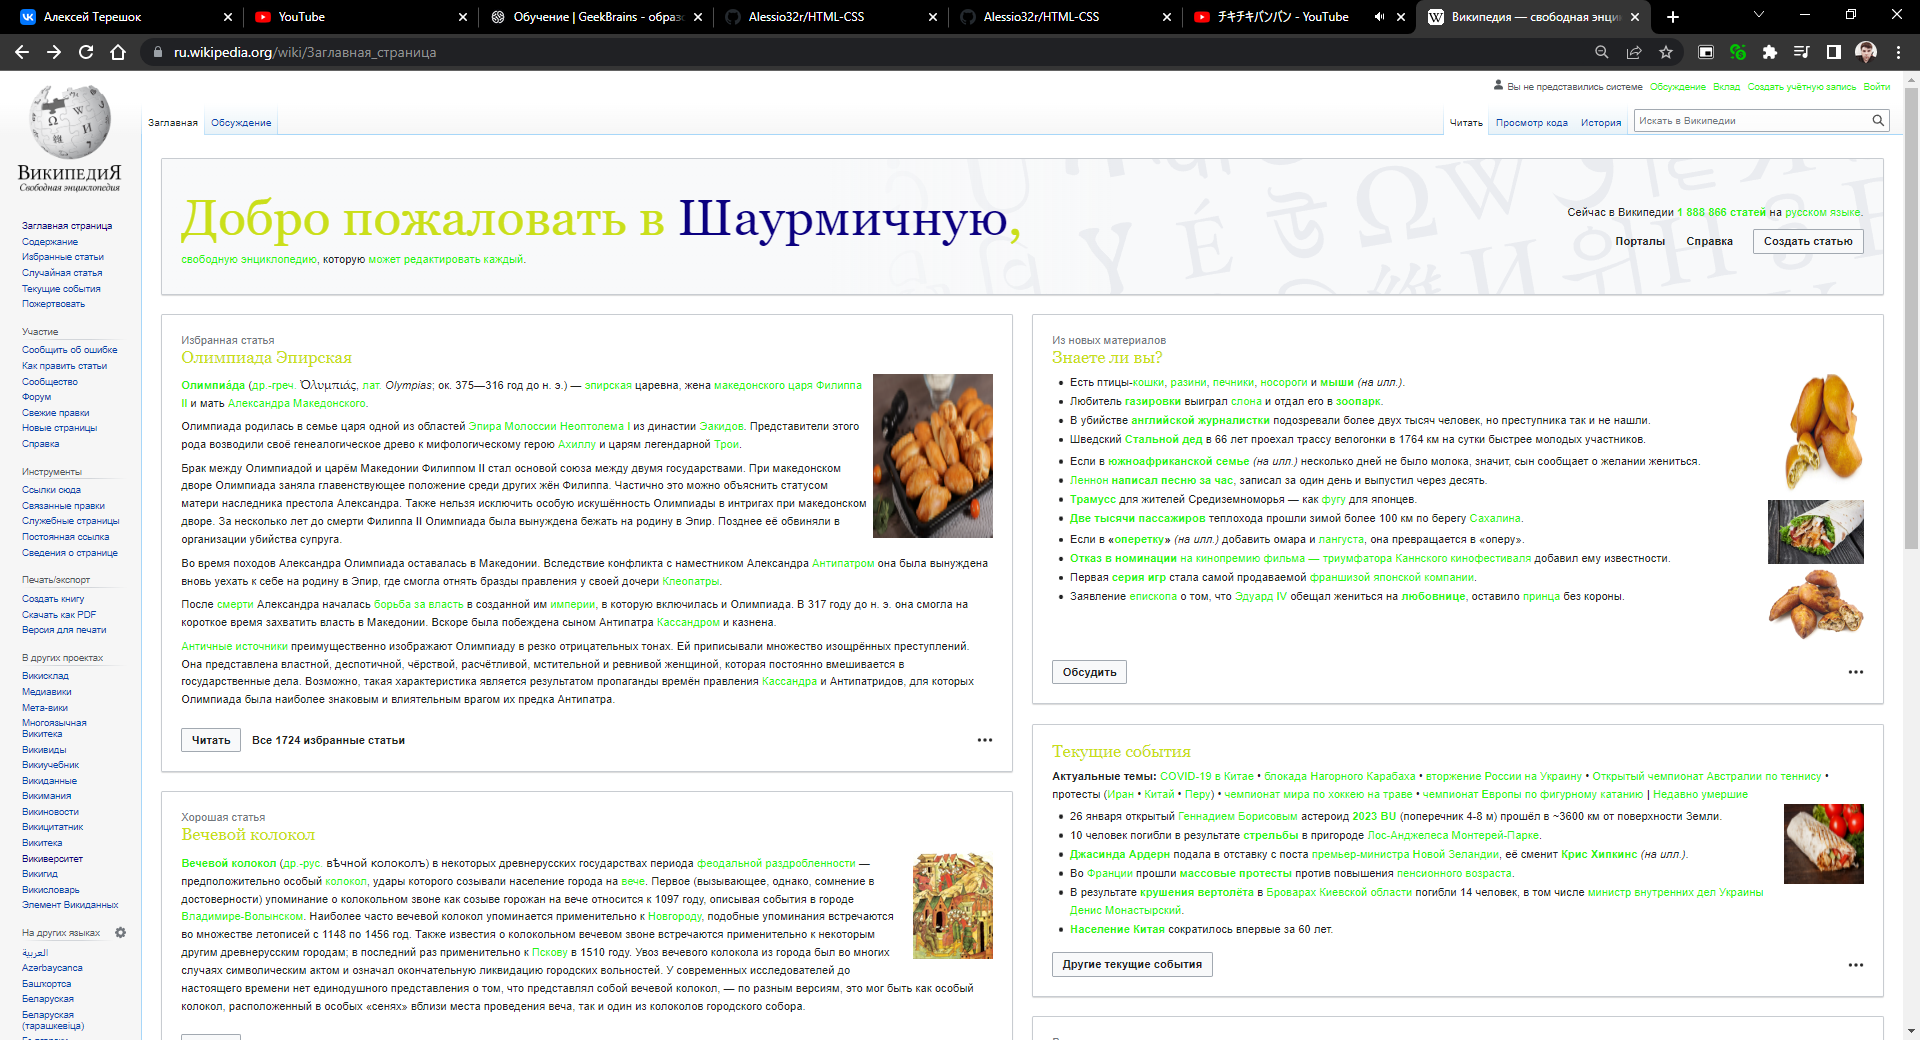 Алексей Терешок
YouTube
Обучение | GeekBrains - образо
Alessio32r/HTML-CSS
Alessio32r/HTML-CSS
チキチキバンバン - YouTube
Википедия — свободная энци
ru.wikipedia.org/wiki/Заглавная_страница
Вы не представились системе Обсуждение Вклад Создать учётную запись Войти
Заглавная Обсуждение
Читать Просмотр кода История Искать в Википедии
ВикипедиЯ
Свободная энциклопедия
Заглавная страница
Содержание
Избранные статьи
Случайная статья
Текущие события
Пожертвовать
Участие
Сообщить об ошибке
Как править статьи
Сообщество
Форум
Свежие правки
Новые страницы
Справка
Инструменты
Ссылки сюда
Связанные правки
Служебные страницы
Постоянная ссылка
Сведения о странице
Печать/экспорт
Создать книгу
Скачать как PDF
Версия для печати
В других проектах
Викисклад
Медиавики
Мета-вики
Многоязычная
Викитека
Викивиды
Викиучебник
Викиданные
Викимания
Викиновости
Викицитатник
Викитека
Викиверситет
Викигид
Викисловарь
Элемент Викиданных
На других языках
العربية
Azərbaycanca
Башҡортса
Беларуская
Беларуская
(тарашкевіца)
Добро пожаловать в Шаурмичную,
свободную энциклопедию, которую может редактировать каждый.
Сейчас в Википедии 1 888 866 статей на русском языке.
Порталы Справка Создать статью
Избранная статья
Олимпиада Эпирская
Олимпиа́да (др.-греч. Ὀλυμπιάς, лат. Olympias; ок. 375—316 год до н. э.) — эпирская царевна, жена македонского царя Филиппа
II и мать Александра Македонского.
Олимпиада родилась в семье царя одной из областей Эпира Молоссии Неоптолема I из династии Эакидов. Представители этого
рода возводили своё генеалогическое древо к мифологическому герою Ахиллу и царям легендарной Трои.
Брак между Олимпиадой и царём Македонии Филиппом II стал основой союза между двумя государствами. При македонском
дворе Олимпиада заняла главенствующее положение среди других жён Филиппа. Частично это можно объяснить статусом
матери наследника престола Александра. Также нельзя исключить особую искушённость Олимпиады в интригах при македонском
дворе. За несколько лет до смерти Филиппа II Олимпиада была вынуждена бежать на родину в Эпир. Позднее её обвиняли в
организации убийства супруга.
Во время походов Александра Олимпиада оставалась в Македонии. Вследствие конфликта с наместником Александра Антипатром она была вынуждена
вновь уехать к себе на родину в Эпир, где смогла отнять бразды правления у своей дочери Клеопатры.
После смерти Александра началась борьба за власть в созданной им империи, в которую включилась и Олимпиада. В 317 году до н. э. она смогла на
короткое время захватить власть в Македонии. Вскоре была побеждена сыном Антипатра Кассандром и казнена.
Античные источники преимущественно изображают Олимпиаду в резко отрицательных тонах. Ей приписывали множество изощрённых преступлений.
Она представлена властной, деспотичной, чёрствой, расчётливой, мстительной и ревнивой женщиной, которая постоянно вмешивается в
государственные дела. Возможно, такая характеристика является результатом пропаганды времён правления Кассандра и Антипатридов, для которых
Олимпиада была наиболее знаковым и влиятельным врагом их предка Антипатра.
Читать Все 1724 избранные статьи
Хорошая статья
Вечевой колокол
Вечевой колокол (др.-рус. вѣчной колоколъ) в некоторых древнерусских государствах периода феодальной раздробленности —
предположительно особый колокол, удары которого созывали население города на вече. Первое (вызывающее, однако, сомнение в
достоверности) упоминание о колокольном звоне как созыве горожан на вече относится к 1097 году, описывая события в городе
Владимире-Волынском. Наиболее часто вечевой колокол упоминается применительно к Новгороду, подобные упоминания встречаются
во множестве летописей с 1148 по 1456 год. Также известия о колокольном вечевом звоне встречаются применительно к некоторым
другим древнерусским городам; в последний раз применительно к Пскову в 1510 году. Увоз вечевого колокола из города был во многих
случаях символическим актом и означал окончательную ликвидацию городских вольностей. У современных исследователей до
настоящего времени нет единодушного представления о том, что представлял собой вечевой колокол, — по разным версиям, это мог быть как особый
колокол, расположенный в особых «сенях» вблизи места проведения веча, так и один из колоколов городского собора.
Из новых материалов
Знаете ли вы?
Есть птицы-кошки, разини, печники, носороги и мыши (на илл.).
Любитель газировки выиграл слона и отдал его в зоопарк.
В убийстве английской журналистки подозревали более двух тысяч человек, но преступника так и не нашли.
Шведский Стальной дед в 66 лет проехал трассу велогонки в 1764 км на сутки быстрее молодых участников.
Если в южноафриканской семье (на илл.) несколько дней не было молока, значит, сын сообщает о желании жениться.
Леннон написал песню за час, записал за один день и выпустил через десять.
Трамусс для жителей Средиземноморья — как фугу для японцев.
Две тысячи пассажиров теплохода прошли зимой более 100 км по берегу Сахалина.
Если в «оперетку» (на илл.) добавить омара и лангуста, она превращается в «оперу».
Отказ в номинации на кинопремию фильма — триумфатора Каннского кинофестиваля добавил ему известности.
Первая серия игр стала самой продаваемой франшизой японской компании.
Заявление епископа о том, что Эдуард IV обещал жениться на любовнице, оставило принца без короны.
Обсудить
Текущие события
Актуальные темы: COVID-19 в Китае • блокада Нагорного Карабаха • вторжение России на Украину • Открытый чемпионат Австралии по теннису •
протесты (Иран • Китай • Перу) • чемпионат мира по хоккею на траве • чемпионат Европы по фигурному катанию | Недавно умершие
26 января открытый Геннадием Борисовым астероид 2023 BU (поперечник 4-8 м) прошёл в ~3600 км от поверхности Земли.
10 человек погибли в результате стрельбы в пригороде Лос-Анджелеса Монтерей-Парке.
Джасинда Ардерн подала в отставку с поста премьер-министра Новой Зеландии, её сменит Крис Хипкинс (на илл.).
Во Франции прошли массовые протесты против повышения пенсионного возраста.
В результате крушения вертолёта в Броварах Киевской области погибли 14 человек, в том числе министр внутренних дел Украины
Денис Монастырский.
Население Китая сократилось впервые за 60 лет.
Другие текущие события